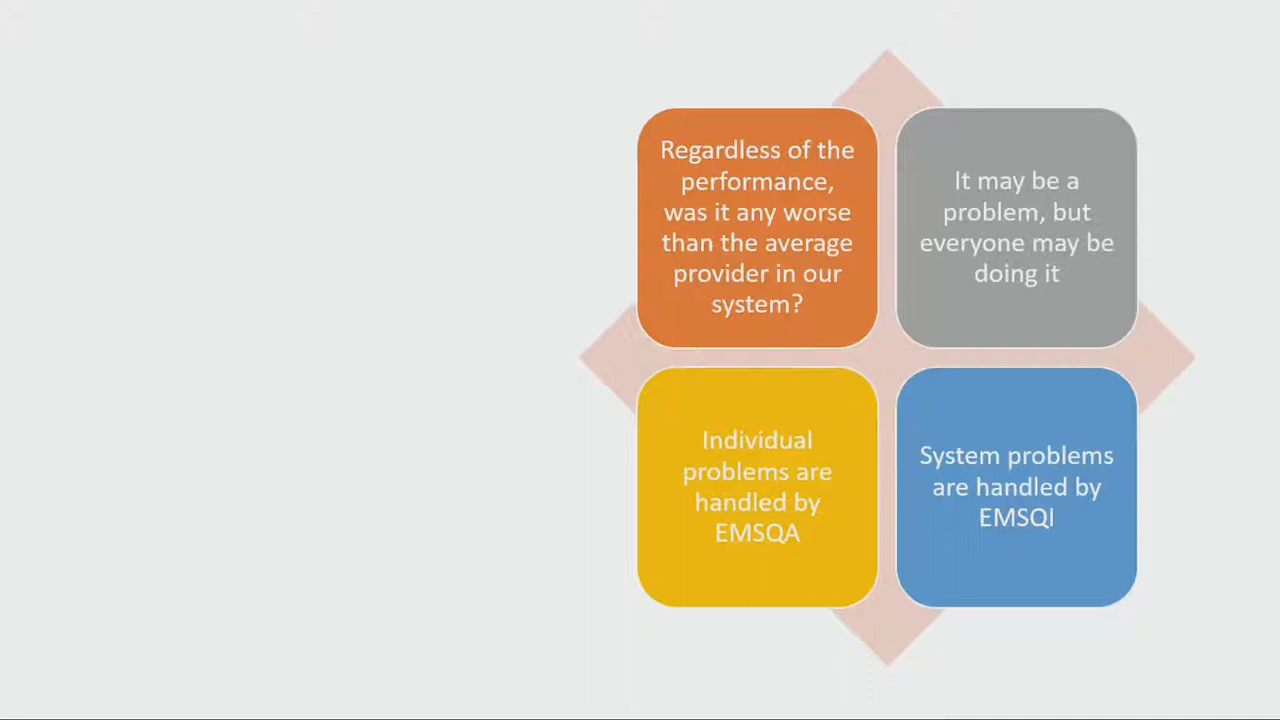 Regardless of the
performance,
was it any worse
than the average
provider in our
system?
It may be a
problem, but
everyone may be
doing it
Individual
problems are
handled by
EMSQA
System problems
are handled by
EMSQI